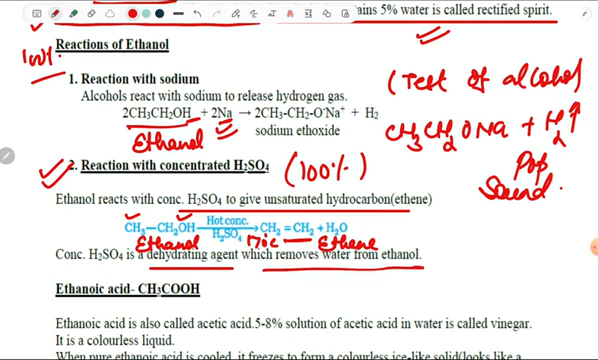 ains 5% water is called rectified spirit.
Reactions of Ethanol
100%
1. Reaction with sodium
(Test of alcohol)
Alcohols react with sodium to release hydrogen gas.
2CH3CH2OH + 2Na → 2CH3-CH2-O⁻Na⁺ + H2
CH3CH2ONa + H2↑
Ethanol
sodium ethoxide
Pop
Sound.
2. Reaction with concentrated H2SO4
(100%)
Ethanol reacts with conc. H2SO4 to give unsaturated hydrocarbon(ethene)
CH3—CH2OH Hot conc. H2SO4 → CH2 = CH2 + H2O
Ethanol
Ethene
Conc. H2SO4 is a dehydrating agent which removes water from ethanol.
Ethanoic acid- CH3COOH
Ethanoic acid is also called acetic acid.5-8% solution of acetic acid in water is called vinegar.
It is a colourless liquid.
When pure ethanoic acid is cooled, it freezes to form a colourless ice-like solid(looks like a